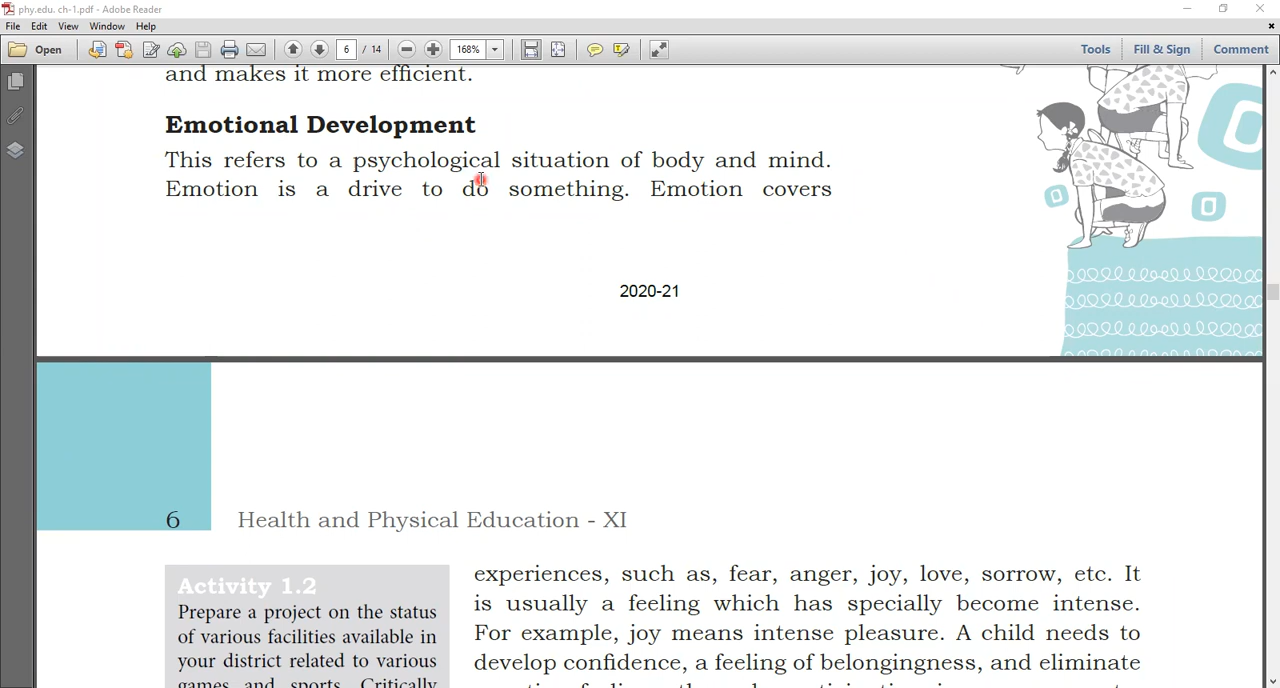 phy.edu. ch-1.pdf - Adobe Reader
File Edit View Window Help
Open 6 / 14 168% Tools Fill & Sign Comment
and makes it more efficient.
Emotional Development
This refers to a psychological situation of body and mind.
Emotion is a drive to do something. Emotion covers
2020-21
6 Health and Physical Education - XI
Activity 1.2
Prepare a project on the status
of various facilities available in
your district related to various
games and sports. Critically
experiences, such as, fear, anger, joy, love, sorrow, etc. It
is usually a feeling which has specially become intense.
For example, joy means intense pleasure. A child needs to
develop confidence, a feeling of belongingness, and eliminate